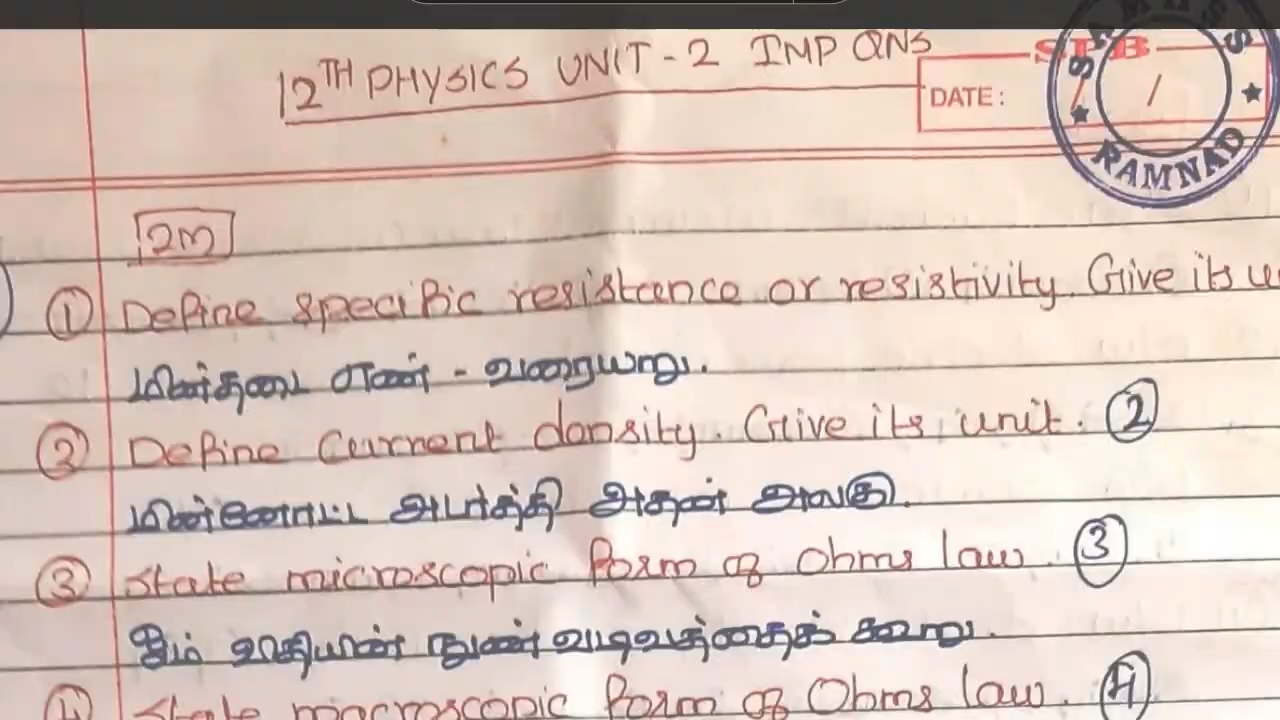 12TH PHYSICS UNIT - 2 IMP QNS
DATE :
RAMNAD
2M
① Define specific resistance or resistivity. Give its u
மின்தடை எண் - வரையறு.
② Define Current density. Give its unit. ②
மின்னோட்ட அடர்த்தி அதன் அலகு.
③ State microscopic form of Ohms law. ③
ஓம் விதியின் நுண் வடிவத்தைக் கூறு.
④ State macroscopic form of Ohms law. ④